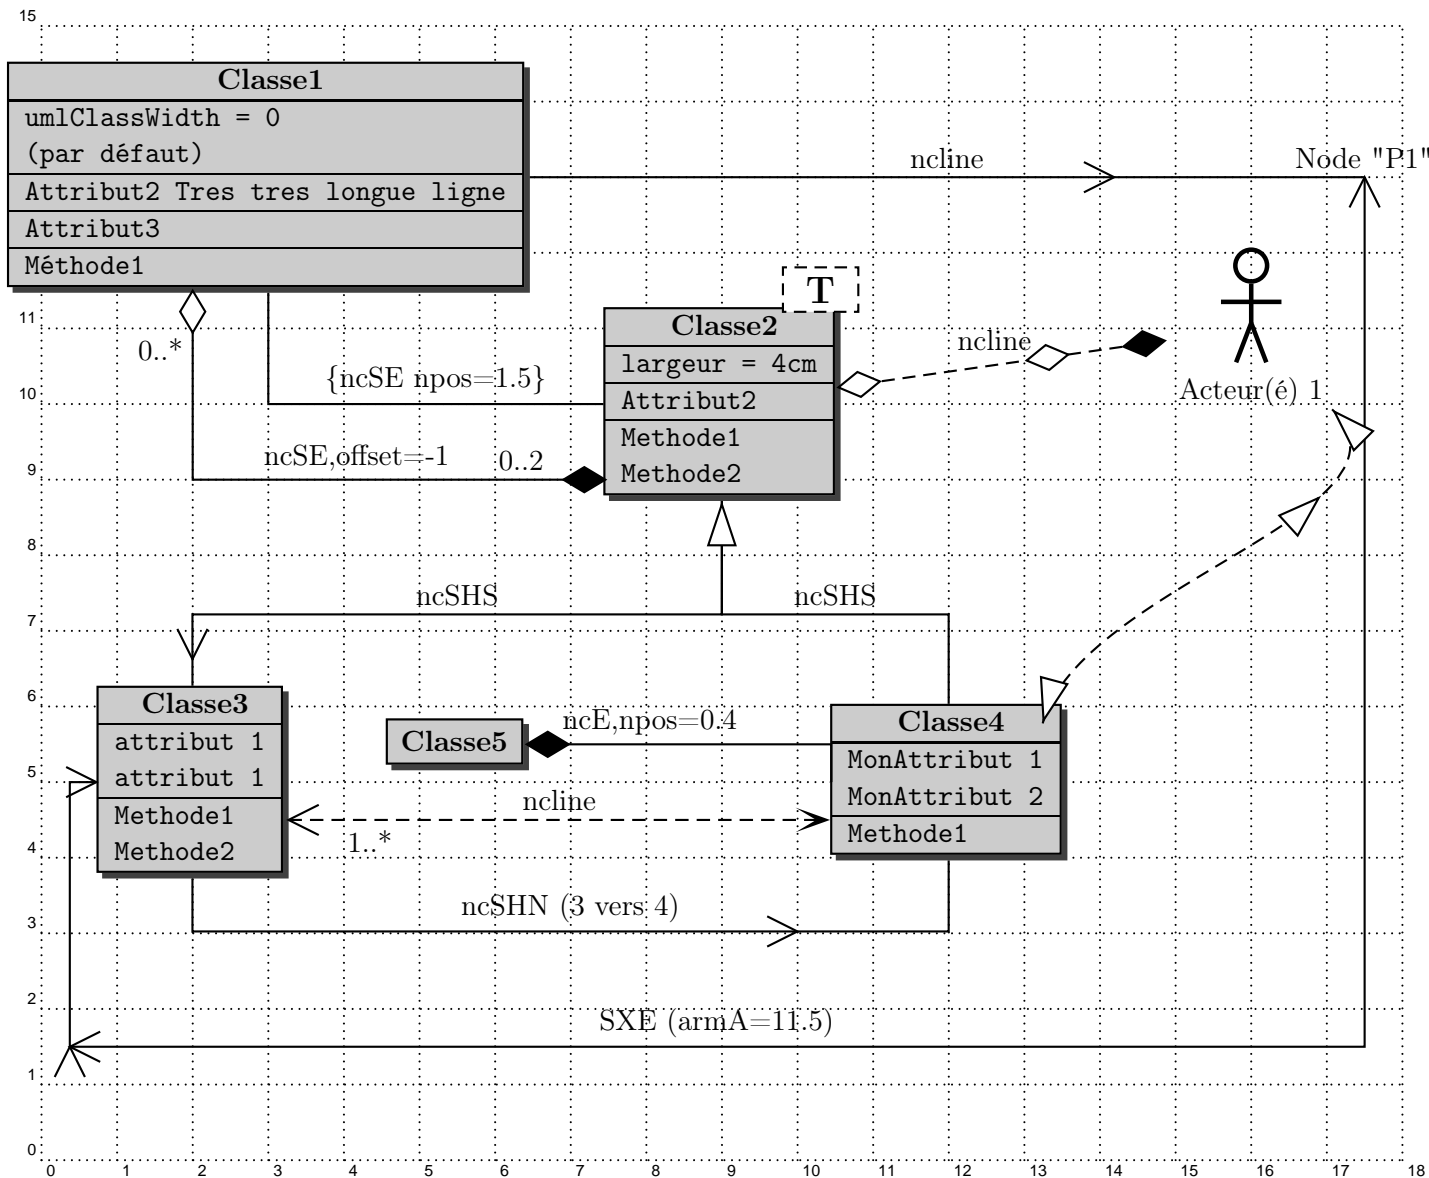 15
Classe1
umlClassWidth = 0
(par défaut)
Attribut2 Tres tres longue ligne
Attribut3
Méthode1
ncline
Node "P1"
T
11
Classe2
0..*
ncline
largeur = 4cm
{ncSE npos=1.5}
10
Attribut2
Acteur(é) 1
Methode1
ncSE,offset=-1
0..2
9
Methode2
8
ncSHS
ncSHS
7
6
Classe3
Classe5
ncE,npos=0.4
Classe4
attribut 1
MonAttribut 1
attribut 1
5
MonAttribut 2
ncline
Methode1
1..*
Methode1
Methode2
4
ncSHN (3 vers 4)
3
2
SXE (armA=11.5)
1
0
0 1 2 3 4 5 6 7 8 9 10 11 12 13 14 15 16 17 18